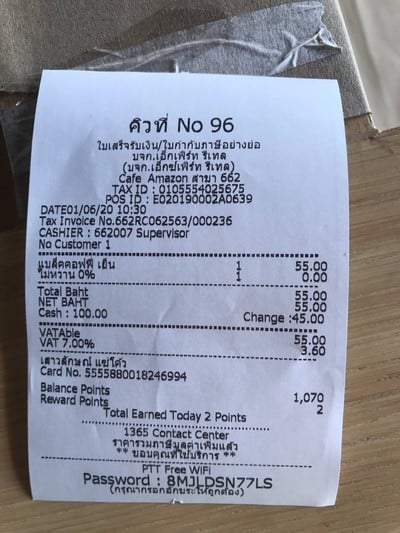 คิวที่ No 96
ใบเสร็จรับเงิน/ใบกำกับภาษีอย่างย่อ
บจก.เอ็กเพิร์ท รีเทล
(บจก.เอ็กซ์เพิร์ท รีเทล)
Cafe Amazon สาขา 662
TAX ID : 0105554025675
POS ID : E020190002A0639
DATE01/06/20 10:30
Tax Invoice No.662RC062563/000236
CASHIER : 662007 Supervisor
No Customer 1
แบล็คคอฟฟี่ เย็น 1 55.00
ไม่หวาน 0% 1 0.00
Total Baht 55.00
NET BAHT 55.00
Cash : 100.00 Change :45.00
VATAble 55.00
VAT 7.00% 3.60
เสาวลักษณ์ แซ่โค้ว
Card No. 5555880018246994
Balance Points 1,070
Reward Points 2
Total Earned Today 2 Points
1365 Contact Center
ราคารวมภาษีมูลค่าเพิ่มแล้ว
** ขอบคุณที่ใช้บริการ **
PTT Free WiFi
Password : 8MJLDSN77LS
(กรุณากรอกอักขระให้ถูกต้อง)